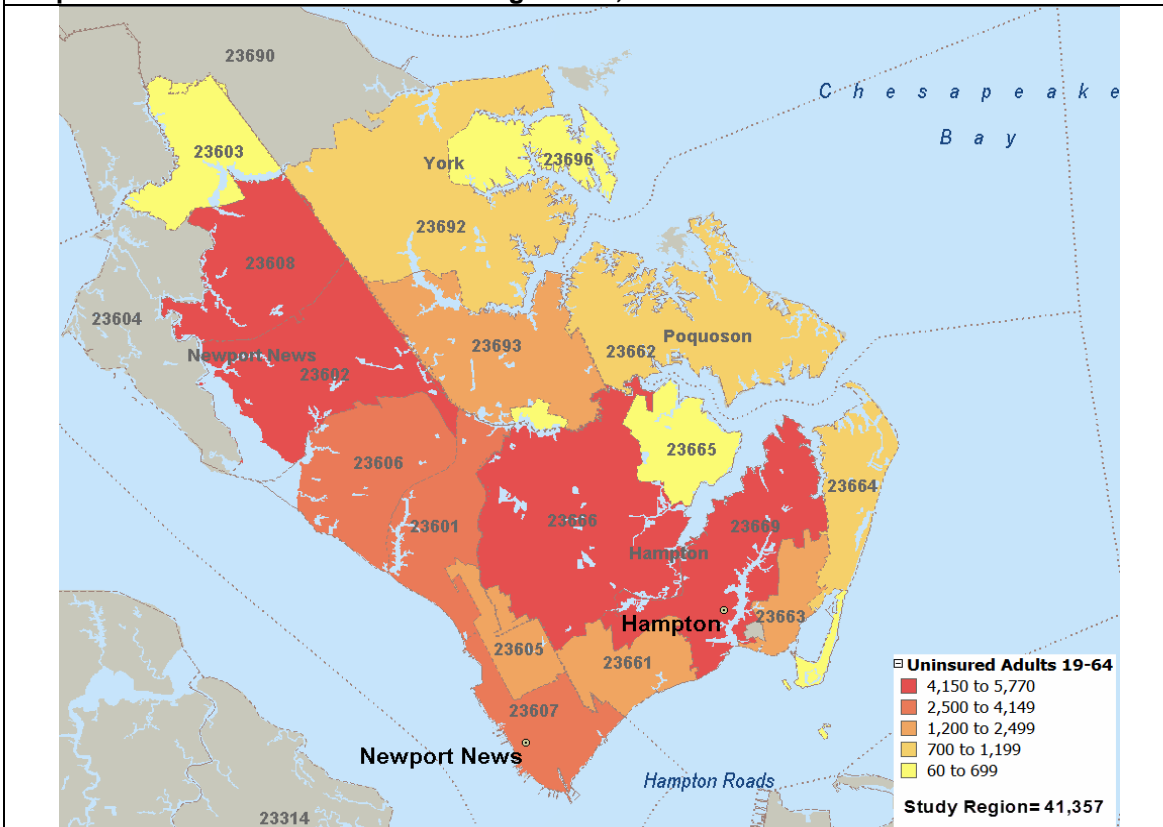 23690
C h e s a p e a k e
B a y
23603
York
23696
23692
23608
23604
23693
Poquoson
23662
Newport News
23602
23606
23665
23664
23601
23666
23669
Hampton
Hampton
23663
23605
23661
23607
Newport News
Hampton Roads
23314
Uninsured Adults 19-64
4,150 to 5,770
2,500 to 4,149
1,200 to 2,499
700 to 1,199
60 to 699
Study Region= 41,357